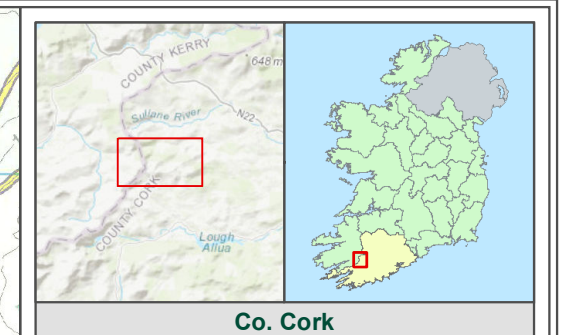 COUNTY KERRY
648 m
Sullane River
N22
COUNTY CORK
Lough
Allua
Co. Cork